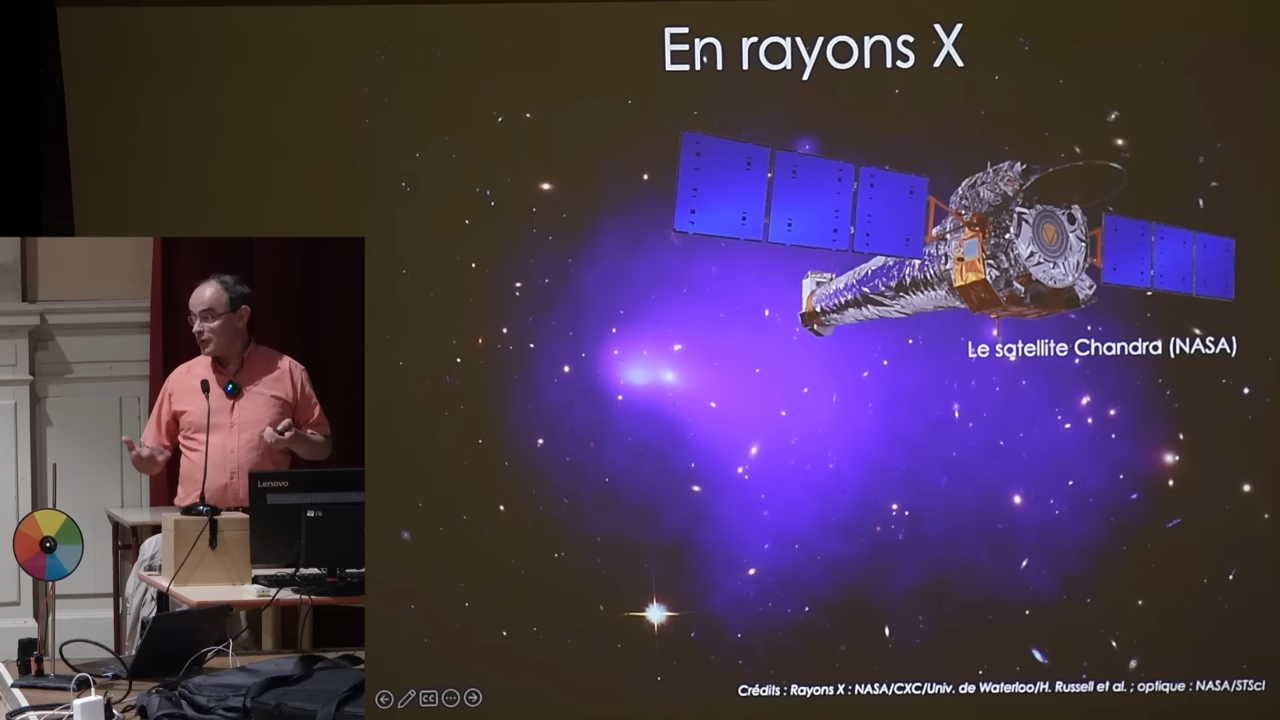 En rayons X
Le satellite Chandra (NASA)
Lenovo
CC
Crédits : Rayons X : NASA/CXC/Univ. de Waterloo/H. Russell et al. ; optique : NASA/STScI